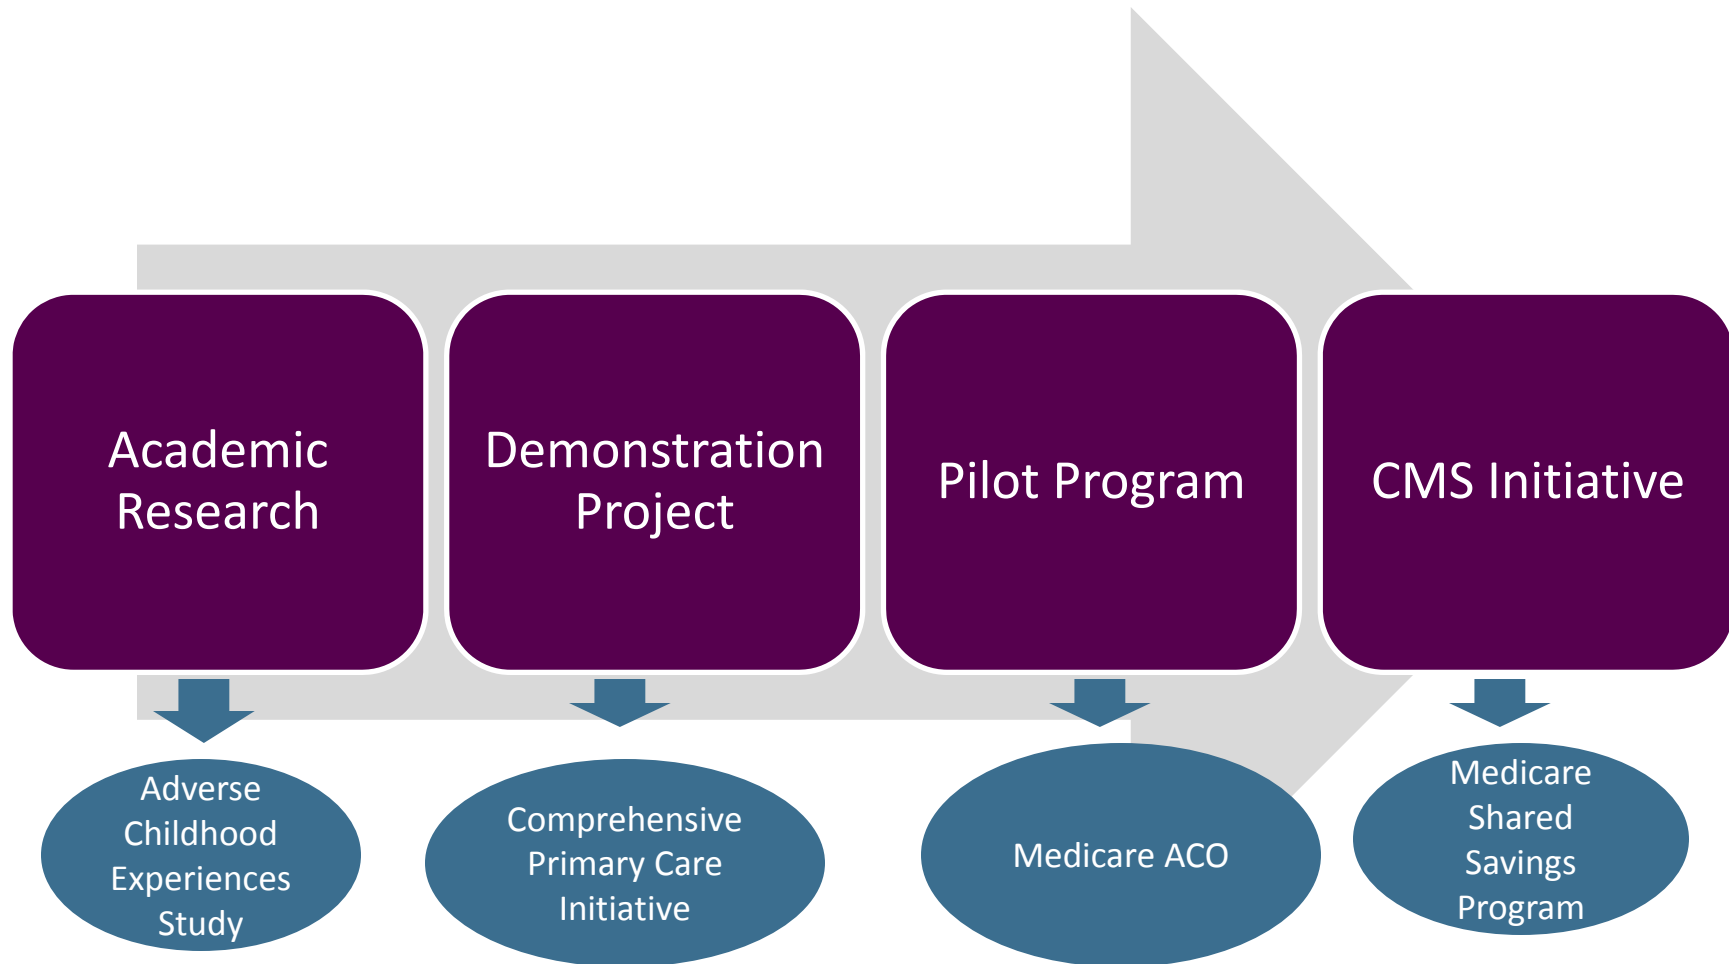 Academic
Research
Demonstration
Project
Pilot Program
CMS Initiative
Adverse
Childhood
Experiences
Study
Comprehensive
Primary Care
Initiative
Medicare ACO
Medicare
Shared
Savings
Program